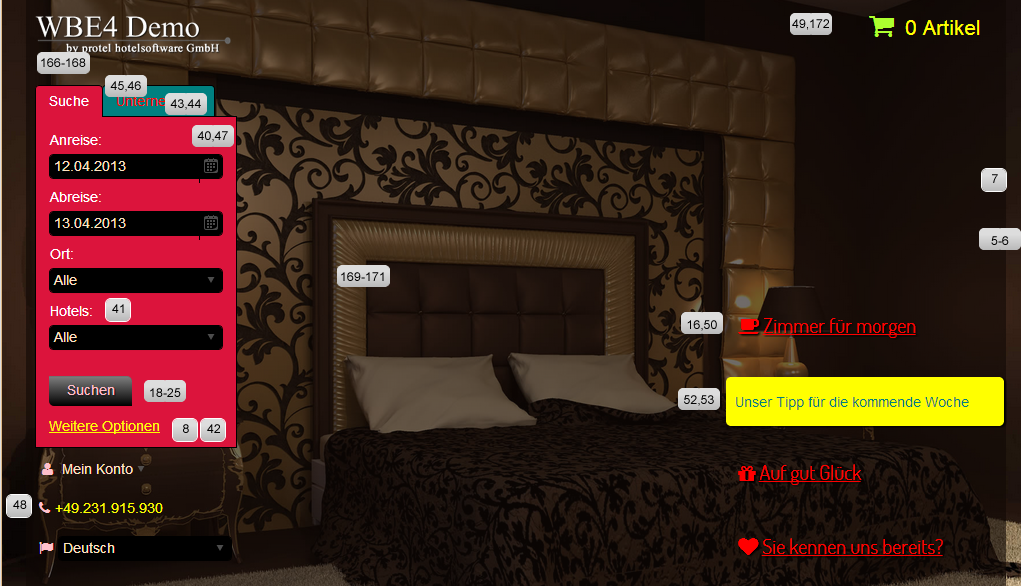 WBE4 Demo
by protel hotelsoftware GmbH
49,172
0 Artikel
166-168
45,46
Suche
43,44
40,47
Anreise:
12.04.2013
Abreise:
13.04.2013
Ort:
Alle
Hotels:
41
Alle
Suchen
18-25
Weitere Optionen
8
42
Mein Konto
48
+49.231.915.930
Deutsch
7
5-6
169-171
16,50
Zimmer für morgen
52,53
Unser Tipp für die kommende Woche
Auf gut Glück
Sie kennen uns bereits?